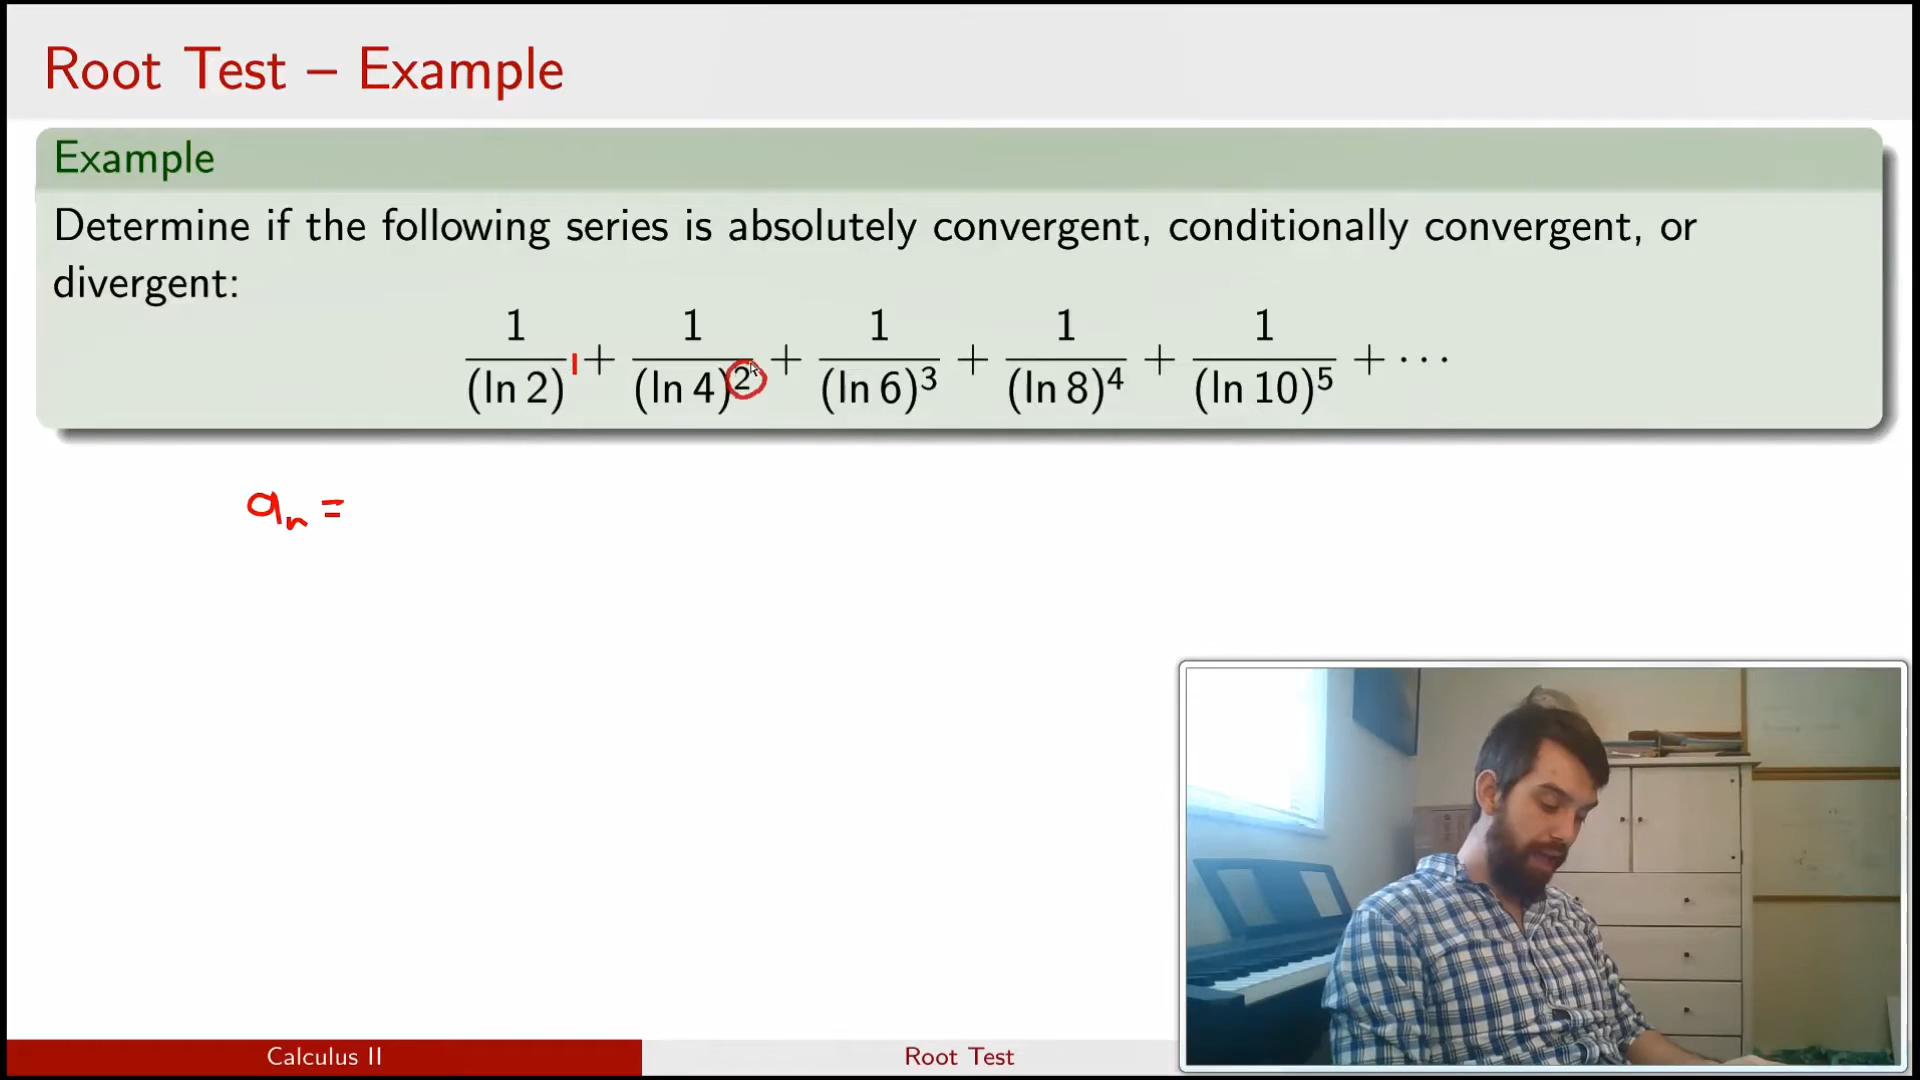 Root Test – Example
Example
Determine if the following series is absolutely convergent, conditionally convergent, or
divergent:
1/(ln 2)^1 + 1/(ln 4)^2 + 1/(ln 6)^3 + 1/(ln 8)^4 + 1/(ln 10)^5 + ···
a_n =
Calculus II
Root Test